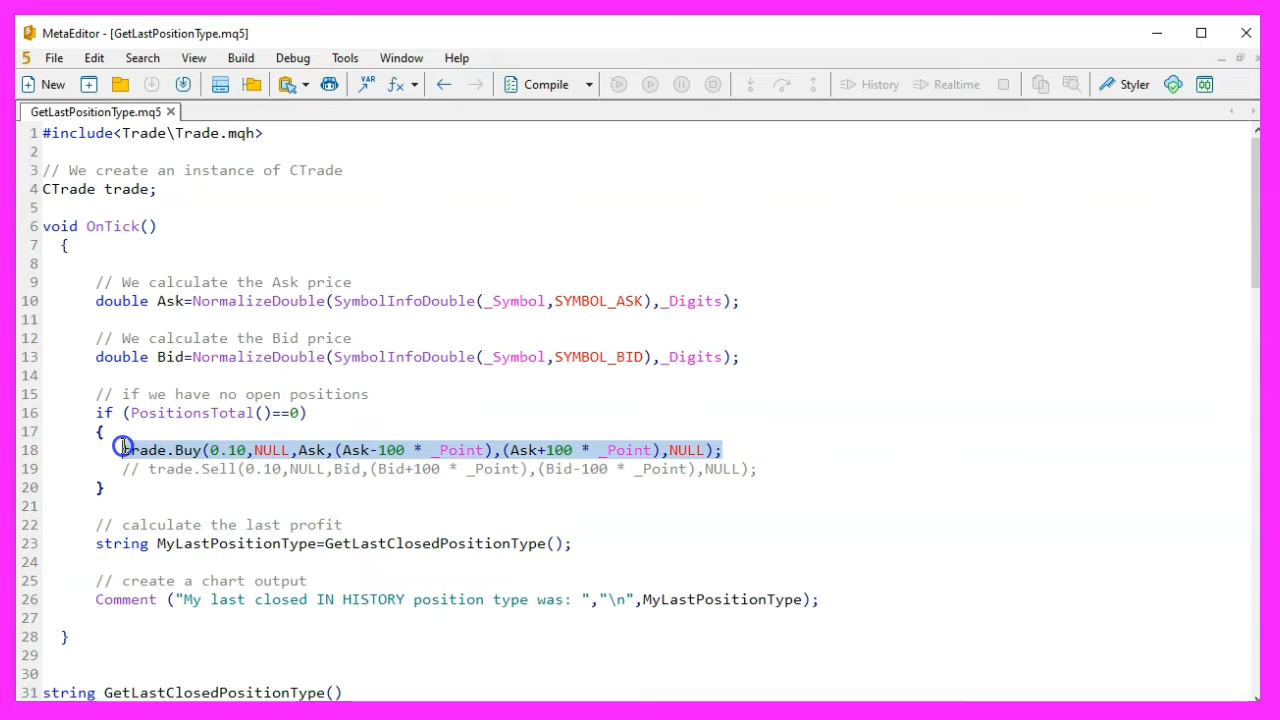 MetaEditor - [GetLastPositionType.mq5]
5 File Edit Search View Build Debug Tools Window Help
New VAR fx Compile History Realtime Styler
GetLastPositionType.mq5
1 #include<Trade\Trade.mqh>
2
3 // We create an instance of CTrade
4 CTrade trade;
5
6 void OnTick()
7 {
8
9 // We calculate the Ask price
10 double Ask=NormalizeDouble(SymbolInfoDouble(_Symbol,SYMBOL_ASK),_Digits);
11
12 // We calculate the Bid price
13 double Bid=NormalizeDouble(SymbolInfoDouble(_Symbol,SYMBOL_BID),_Digits);
14
15 // if we have no open positions
16 if (PositionsTotal()==0)
17 {
18 trade.Buy(0.10,NULL,Ask,(Ask-100 * _Point),(Ask+100 * _Point),NULL);
19 // trade.Sell(0.10,NULL,Bid,(Bid+100 * _Point),(Bid-100 * _Point),NULL);
20 }
21
22 // calculate the last profit
23 string MyLastPositionType=GetLastClosedPositionType();
24
25 // create a chart output
26 Comment ("My last closed IN HISTORY position type was: ","\n",MyLastPositionType);
27
28 }
29
30
31 string GetLastClosedPositionType()